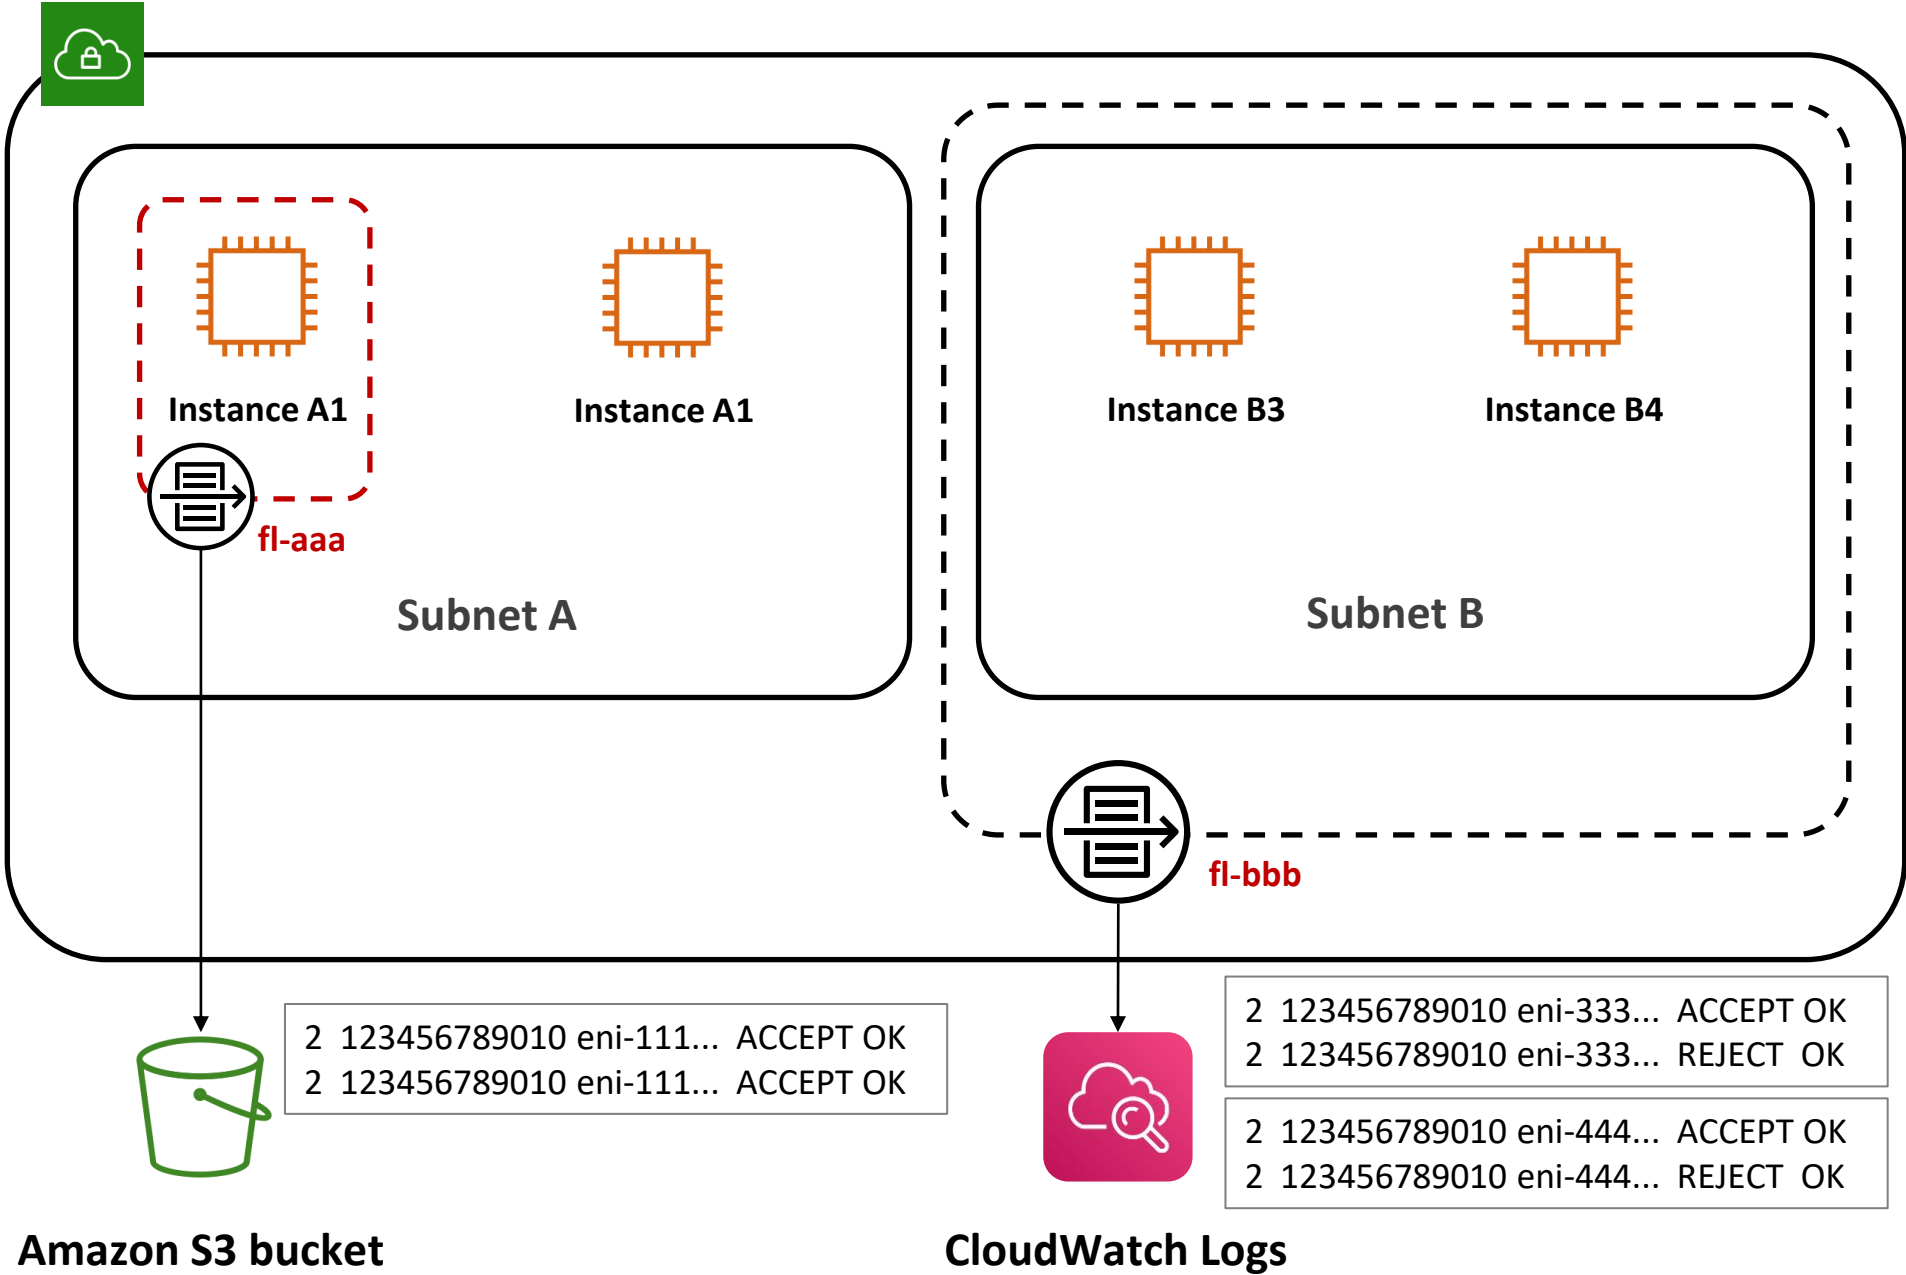 Instance A1
Instance A1
Instance B3
Instance B4
fl-aaa
Subnet A
Subnet B
fl-bbb
2 123456789010 eni-111... ACCEPT OK
2 123456789010 eni-111... ACCEPT OK
2 123456789010 eni-333... ACCEPT OK
2 123456789010 eni-333... REJECT OK
2 123456789010 eni-444... ACCEPT OK
2 123456789010 eni-444... REJECT OK
Amazon S3 bucket
CloudWatch Logs